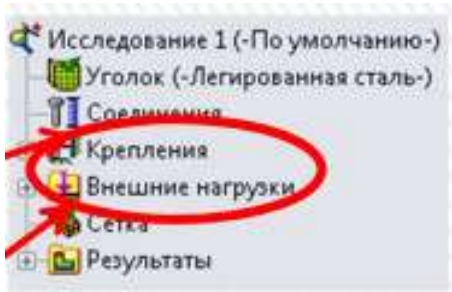 Исследование 1 (-По умолчанию-)
Уголок (-Легированная сталь-)
Соединения
Крепления
Внешние нагрузки
Сетка
Результаты